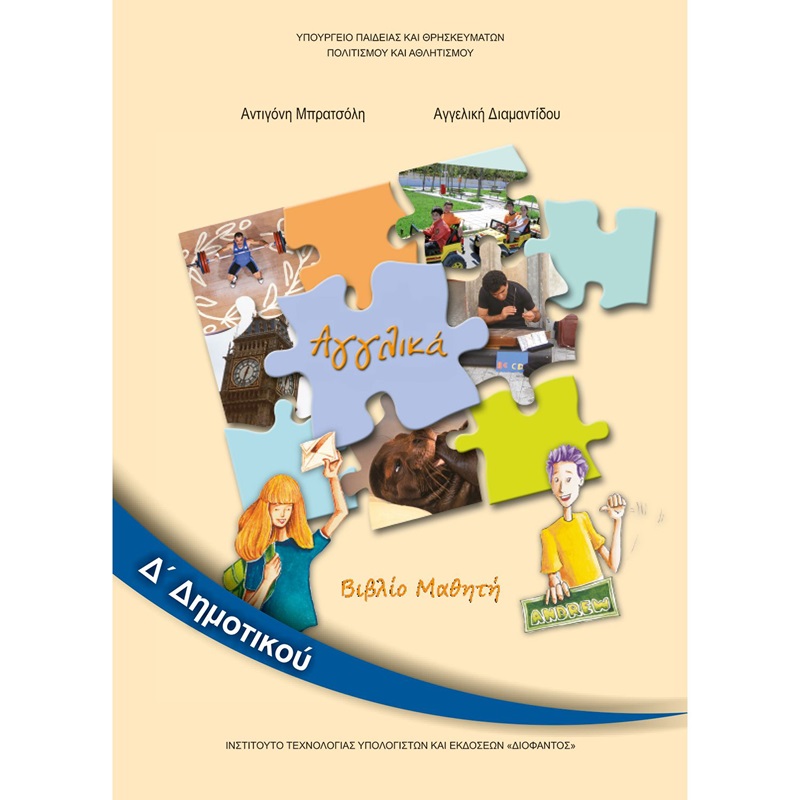 ΥΠΟΥΡΓΕΙΟ ΠΑΙΔΕΙΑΣ ΚΑΙ ΘΡΗΣΚΕΥΜΑΤΩΝ
ΠΟΛΙΤΙΣΜΟΥ ΚΑΙ ΑΘΛΗΤΙΣΜΟΥ
Αντιγόνη Μπρατσόλη Αγγελική Διαμαντίδου
Αγγλικά
CD
Βιβλίο Μαθητή
ANDREW
Δ΄ Δημοτικού
ΙΝΣΤΙΤΟΥΤΟ ΤΕΧΝΟΛΟΓΙΑΣ ΥΠΟΛΟΓΙΣΤΩΝ ΚΑΙ ΕΚΔΟΣΕΩΝ «ΔΙΟΦΑΝΤΟΣ»